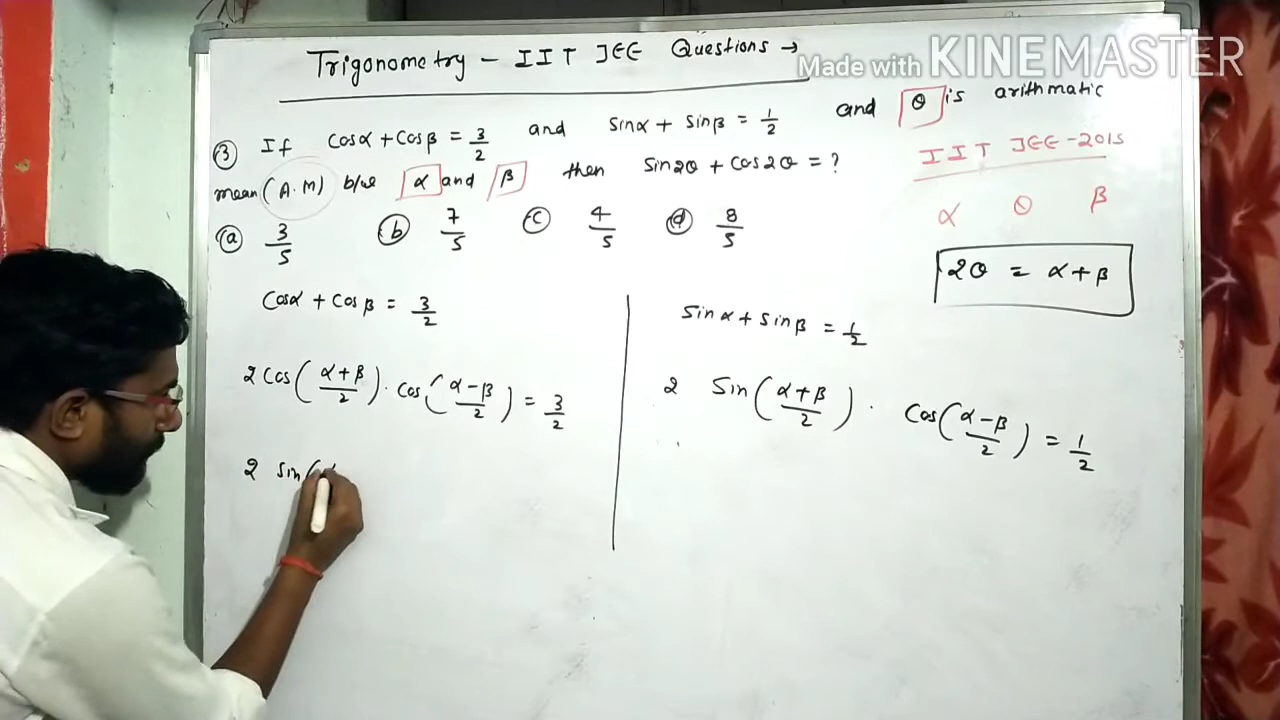 Made with KINEMASTER
Trigonometry - IIT JEE Questions →
③ If cosα + cosβ = 3/2 and sinα + sinβ = 1/2 and θ is arithmatic
mean (A.M) b/w α and β then sin2θ + cos2θ = ?
IIT JEE - 2015
ⓐ 3/5 ⓑ 7/5 ⓒ 4/5 ⓓ 8/5
α θ β
2θ = α+β
cosα + cosβ = 3/2
2 cos(α+β/2) . cos(α-β/2) = 3/2
2 sin(
sinα + sinβ = 1/2
2 sin(α+β/2) . cos(α-β/2) = 1/2